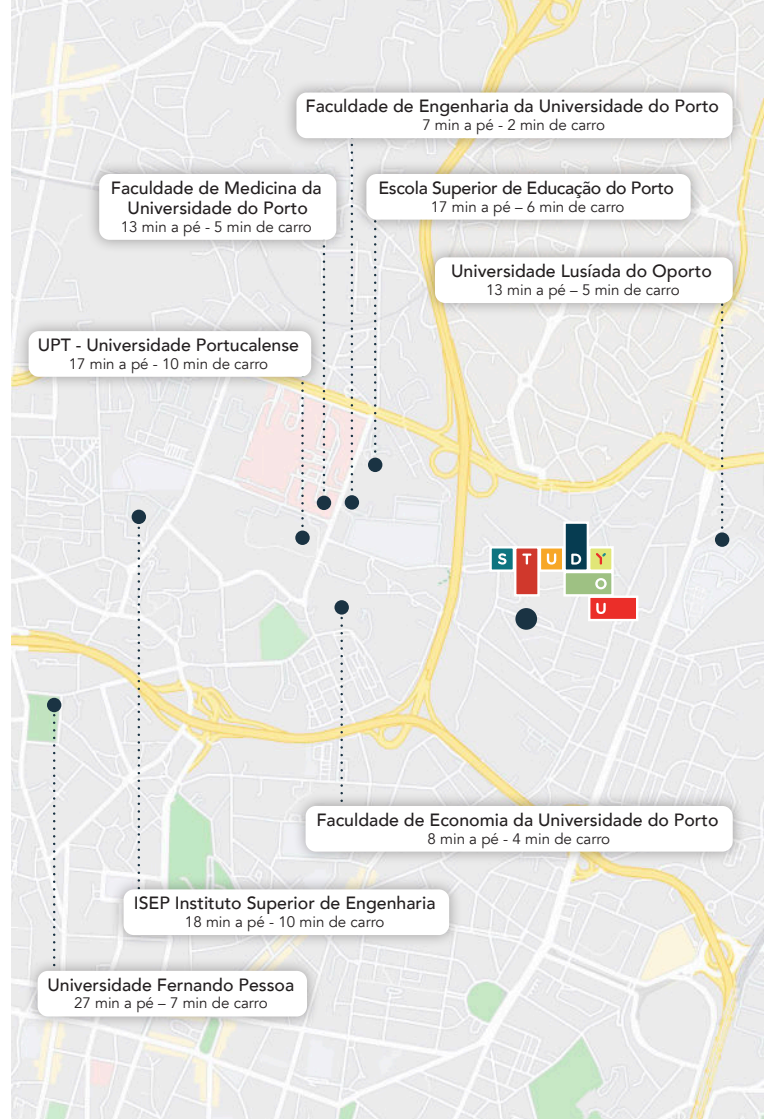 Faculdade de Engenharia da Universidade do Porto
7 min a pé - 2 min de carro
Faculdade de Medicina da
Universidade do Porto
13 min a pé - 5 min de carro
Escola Superior de Educação do Porto
17 min a pé – 6 min de carro
Universidade Lusíada do Oporto
13 min a pé – 5 min de carro
UPT - Universidade Portucalense
17 min a pé - 10 min de carro
STUDY
O
U
Faculdade de Economia da Universidade do Porto
8 min a pé - 4 min de carro
ISEP Instituto Superior de Engenharia
18 min a pé - 10 min de carro
Universidade Fernando Pessoa
27 min a pé – 7 min de carro